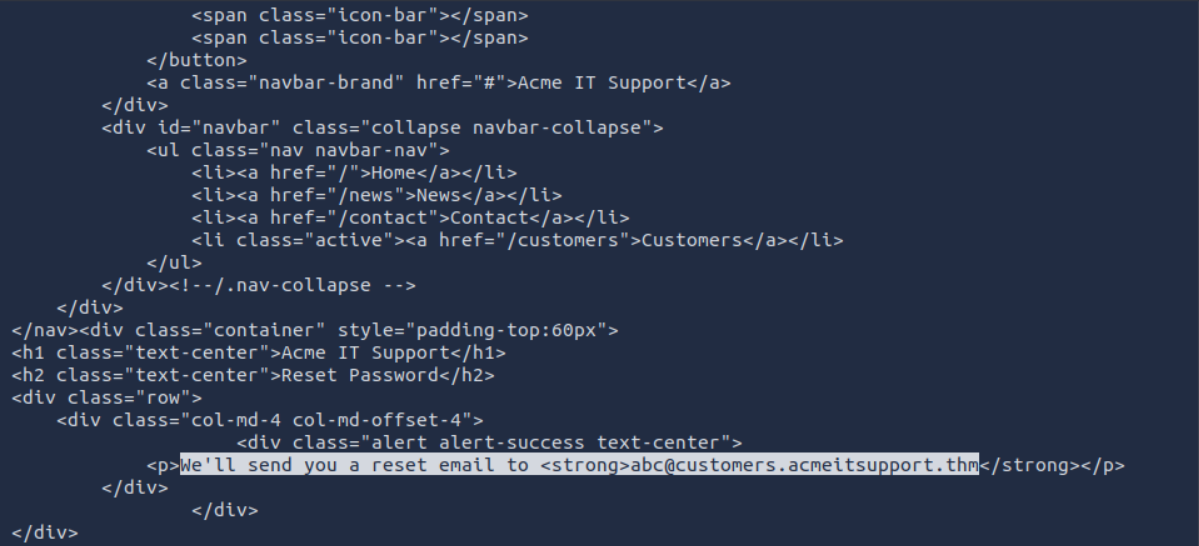 <span class="icon-bar"></span>
<span class="icon-bar"></span>
</button>
<a class="navbar-brand" href="#">Acme IT Support</a>
</div>
<div id="navbar" class="collapse navbar-collapse">
<ul class="nav navbar-nav">
<li><a href="/">Home</a></li>
<li><a href="/news">News</a></li>
<li><a href="/contact">Contact</a></li>
<li class="active"><a href="/customers">Customers</a></li>
</ul>
</div><!--/.nav-collapse -->
</div>
</nav><div class="container" style="padding-top:60px">
<h1 class="text-center">Acme IT Support</h1>
<h2 class="text-center">Reset Password</h2>
<div class="row">
<div class="col-md-4 col-md-offset-4">
<div class="alert alert-success text-center">
<p>We'll send you a reset email to <strong>abc@customers.acmeitsupport.thm</strong></p>
</div>
</div>
</div>